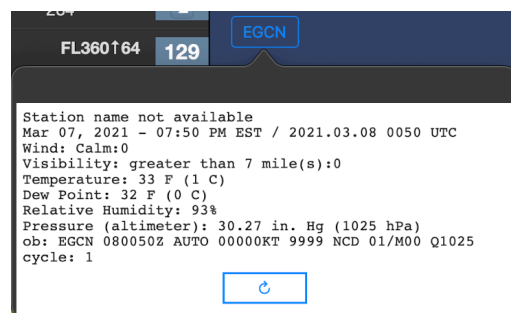 EGCN
FL360↑64 129
Station name not available
Mar 07, 2021 - 07:50 PM EST / 2021.03.08 0050 UTC
Wind: Calm:0
Visibility: greater than 7 mile(s):0
Temperature: 33 F (1 C)
Dew Point: 32 F (0 C)
Relative Humidity: 93%
Pressure (altimeter): 30.27 in. Hg (1025 hPa)
ob: EGCN 080050Z AUTO 00000KT 9999 NCD 01/M00 Q1025
cycle: 1